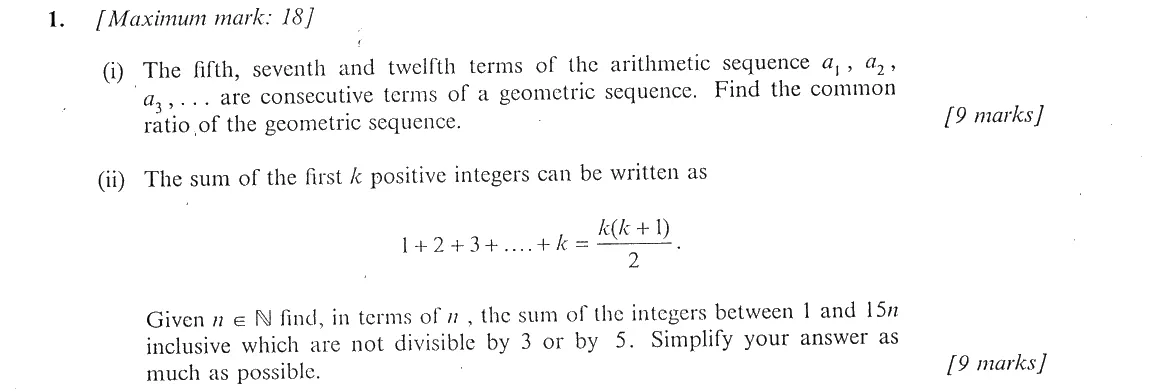 1. [Maximum mark: 18]
(i) The fifth, seventh and twelfth terms of the arithmetic sequence a₁ , a₂ ,
a₃ , . . . are consecutive terms of a geometric sequence. Find the common
ratio of the geometric sequence. [9 marks]
(ii) The sum of the first k positive integers can be written as
1 + 2 + 3 + .... + k = k(k + 1)/2 .
Given n ∈ ℕ find, in terms of n , the sum of the integers between 1 and 15n
inclusive which are not divisible by 3 or by 5. Simplify your answer as
much as possible. [9 marks]